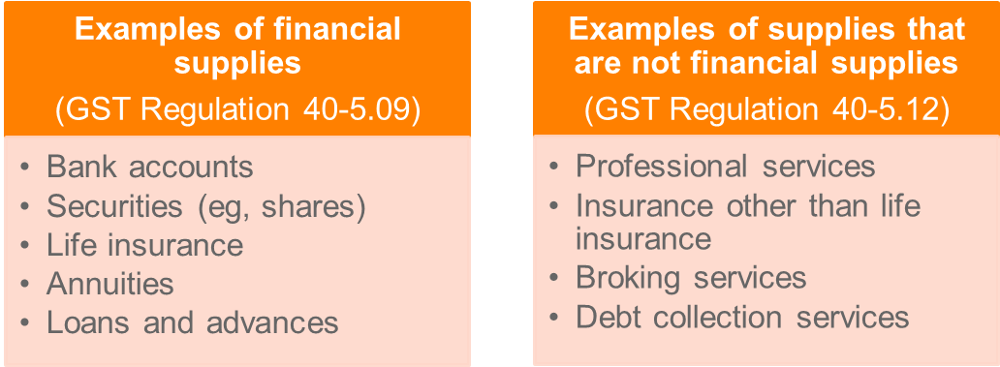 Examples of financial
supplies
(GST Regulation 40-5.09)
• Bank accounts
• Securities (eg, shares)
• Life insurance
• Annuities
• Loans and advances
Examples of supplies that
are not financial supplies
(GST Regulation 40-5.12)
• Professional services
• Insurance other than life
insurance
• Broking services
• Debt collection services